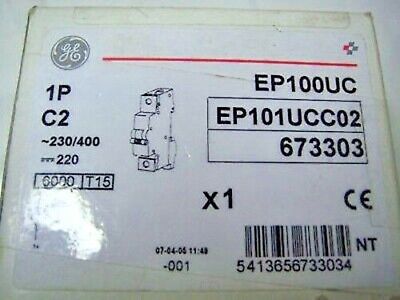 GE
EP100UC
1P
C2
EP101UCC02
~230/400
673303
⎓ 220
6000 T15
X1
CE
07-04-05 11:49
NT
-001
5413656733034